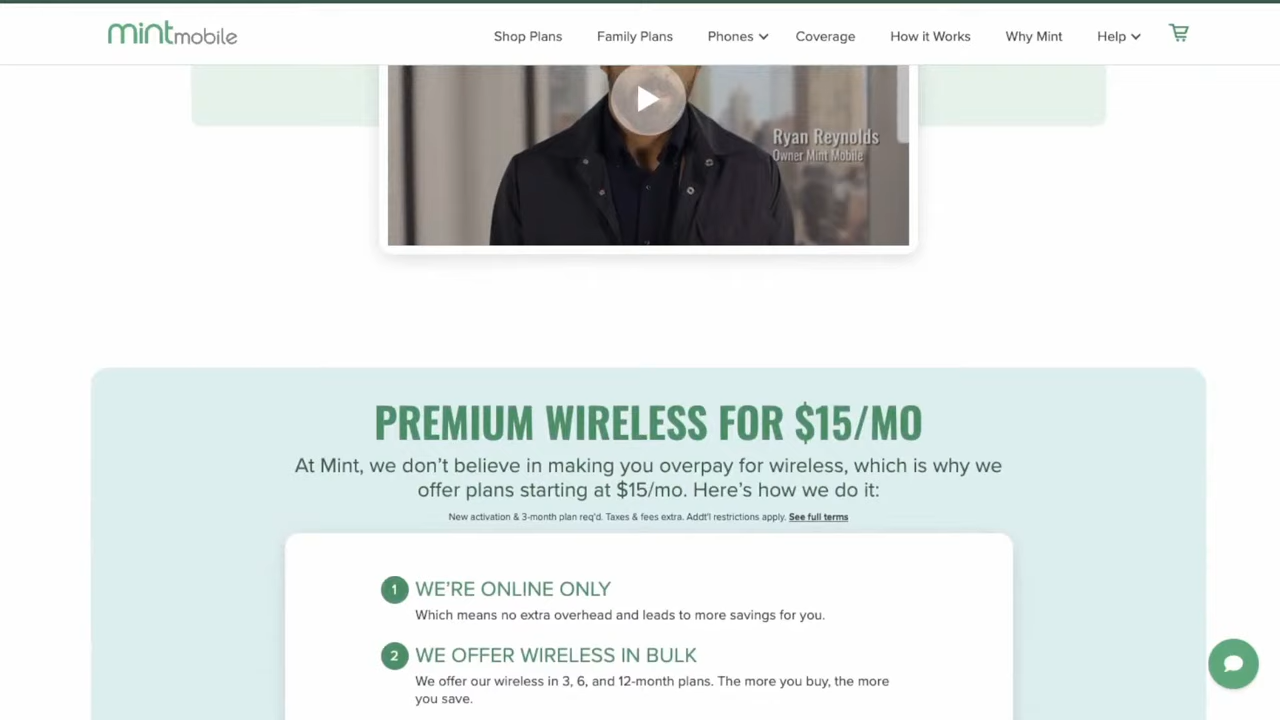 mintmobile
Shop Plans
Family Plans
Phones
Coverage
How it Works
Why Mint
Help
Ryan Reynolds
Owner Mint Mobile
PREMIUM WIRELESS FOR $15/MO
At Mint, we don’t believe in making you overpay for wireless, which is why we
offer plans starting at $15/mo. Here’s how we do it:
New activation & 3-month plan req'd. Taxes & fees extra. Addt'l restrictions apply. See full terms
1 WE’RE ONLINE ONLY
Which means no extra overhead and leads to more savings for you.
2 WE OFFER WIRELESS IN BULK
We offer our wireless in 3, 6, and 12-month plans. The more you buy, the more
you save.